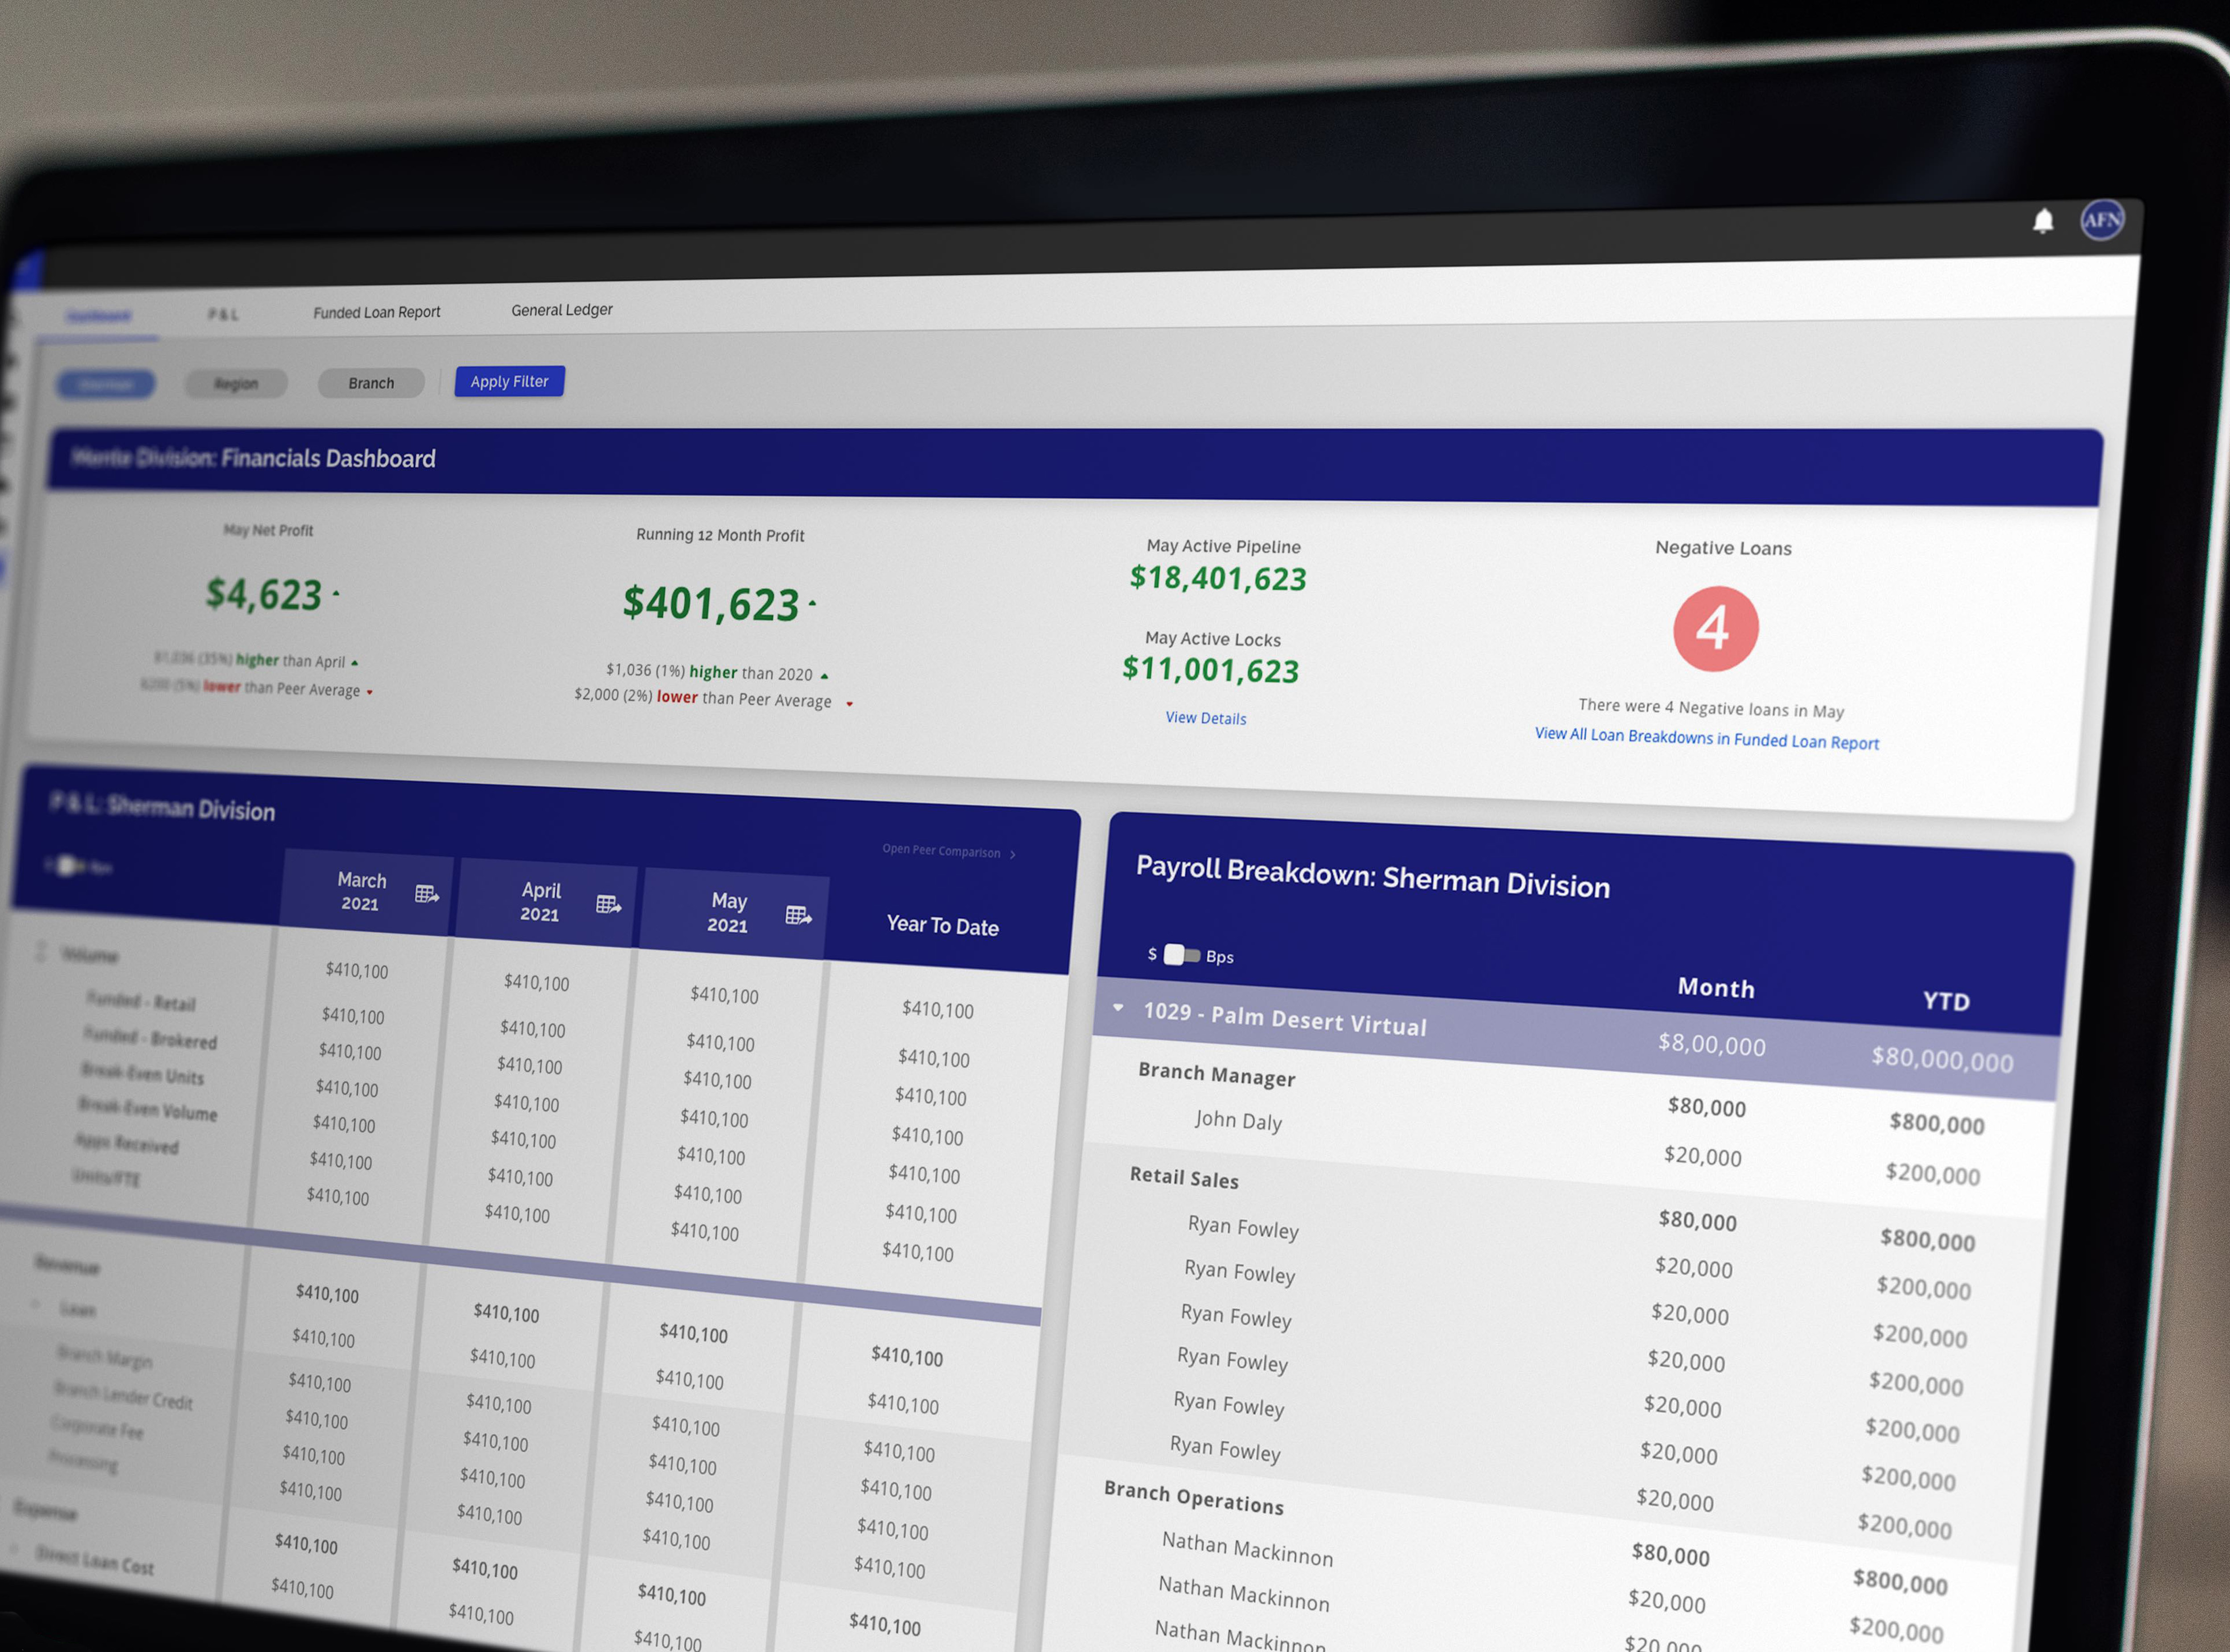 AFN
Dashboard P & L Funded Loan Report General Ledger
Region Branch Apply Filter
Division: Financials Dashboard
May Net Profit
$4,623
$1,036 (35%) higher than April
$200 (5%) lower than Peer Average
Running 12 Month Profit
$401,623
$1,036 (1%) higher than 2020
$2,000 (2%) lower than Peer Average
May Active Pipeline
$18,401,623
May Active Locks
$11,001,623
View Details
Negative Loans
4
There were 4 Negative loans in May
View All Loan Breakdowns in Funded Loan Report
P & L: Sherman Division
Open Peer Comparison
March 2021 April 2021 May 2021 Year To Date
Volume $410,100 $410,100 $410,100 $410,100
Funded - Retail $410,100 $410,100 $410,100 $410,100
Funded - Brokered $410,100 $410,100 $410,100 $410,100
Break-Even Units $410,100 $410,100 $410,100 $410,100
Break-Even Volume $410,100 $410,100 $410,100 $410,100
Apps Received $410,100 $410,100 $410,100 $410,100
Units/FTE $410,100 $410,100 $410,100 $410,100
Revenue $410,100 $410,100 $410,100 $410,100
Loan $410,100 $410,100 $410,100 $410,100
Branch Margin $410,100 $410,100 $410,100 $410,100
Branch Lender Credit $410,100 $410,100 $410,100 $410,100
Corporate Fee $410,100 $410,100 $410,100 $410,100
Processing $410,100 $410,100 $410,100 $410,100
Expense $410,100 $410,100 $410,100 $410,100
Direct Loan Cost $410,100 $410,100 $410,100
Payroll Breakdown: Sherman Division
$ Bps Month YTD
1029 - Palm Desert Virtual $8,00,000 $80,000,000
Branch Manager $80,000 $800,000
John Daly $20,000 $200,000
Retail Sales $80,000 $800,000
Ryan Fowley $20,000 $200,000
Ryan Fowley $20,000 $200,000
Ryan Fowley $20,000 $200,000
Ryan Fowley $20,000 $200,000
Ryan Fowley $20,000 $200,000
Ryan Fowley $20,000 $200,000
Branch Operations $80,000 $800,000
Nathan Mackinnon $20,000 $200,000
Nathan Mackinnon $20,000
Nathan Mackinnon